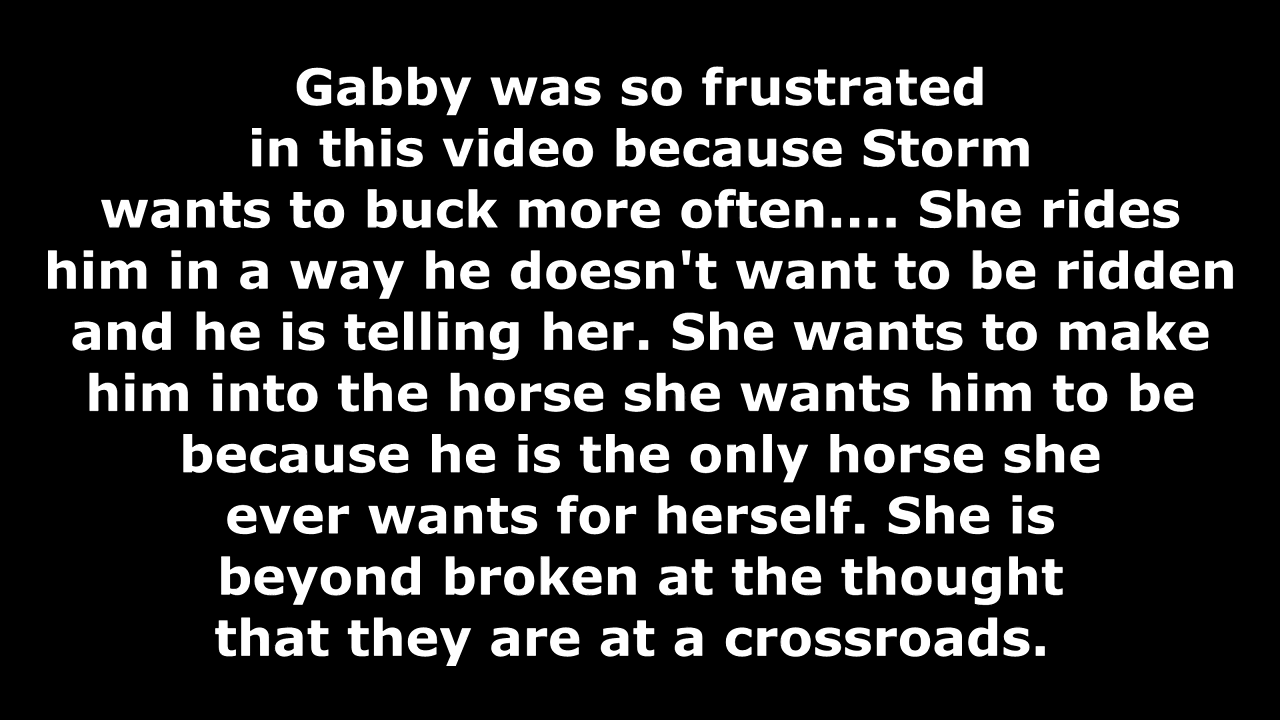 Gabby was so frustrated
in this video because Storm
wants to buck more often.... She rides
him in a way he doesn't want to be ridden
and he is telling her. She wants to make
him into the horse she wants him to be
because he is the only horse she
ever wants for herself. She is
beyond broken at the thought
that they are at a crossroads.